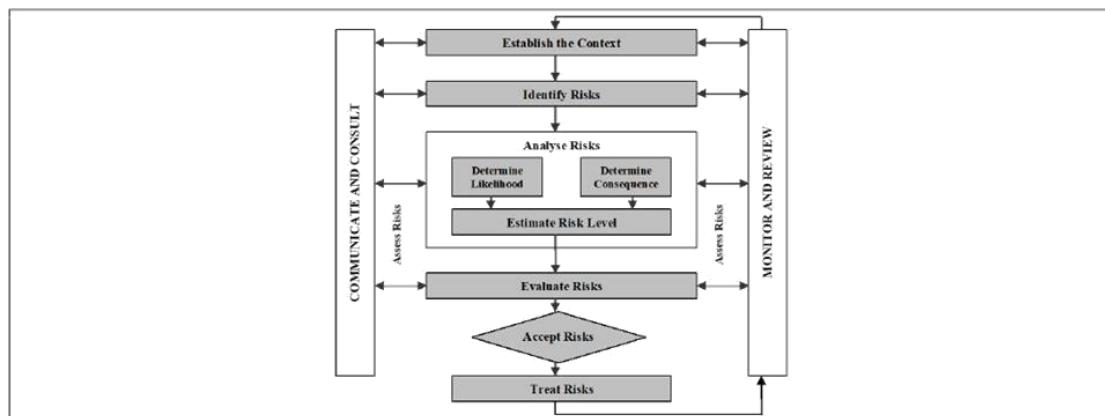 Establish the Context
Identify Risks
Analyse Risks
Determine
Likelihood
Determine
Consequence
Estimate Risk Level
Evaluate Risks
Accept Risks
Treat Risks
COMMUNICATE AND CONSULT
Assess Risks
Assess Risks
MONITOR AND REVIEW